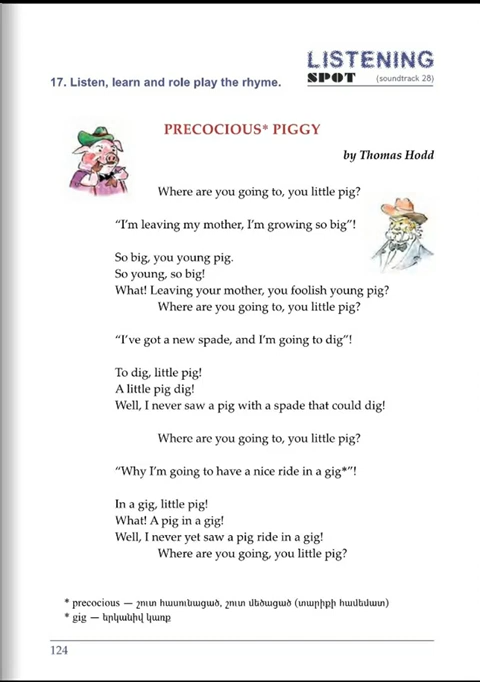 LISTENING
SPOT (soundtrack 28)
17. Listen, learn and role play the rhyme.
PRECOCIOUS* PIGGY
by Thomas Hodd
Where are you going to, you little pig?
“I’m leaving my mother, I’m growing so big”!
So big, you young pig.
So young, so big!
What! Leaving your mother, you foolish young pig?
Where are you going to, you little pig?
“I’ve got a new spade, and I’m going to dig”!
To dig, little pig!
A little pig dig!
Well, I never saw a pig with a spade that could dig!
Where are you going to, you little pig?
“Why I’m going to have a nice ride in a gig*”!
In a gig, little pig!
What! A pig in a gig!
Well, I never yet saw a pig ride in a gig!
Where are you going, you little pig?
* precocious — շուտ հասունացած, շուտ մեծացած (տարիքի համեմատ)
* gig — երկանիվ կառք
124